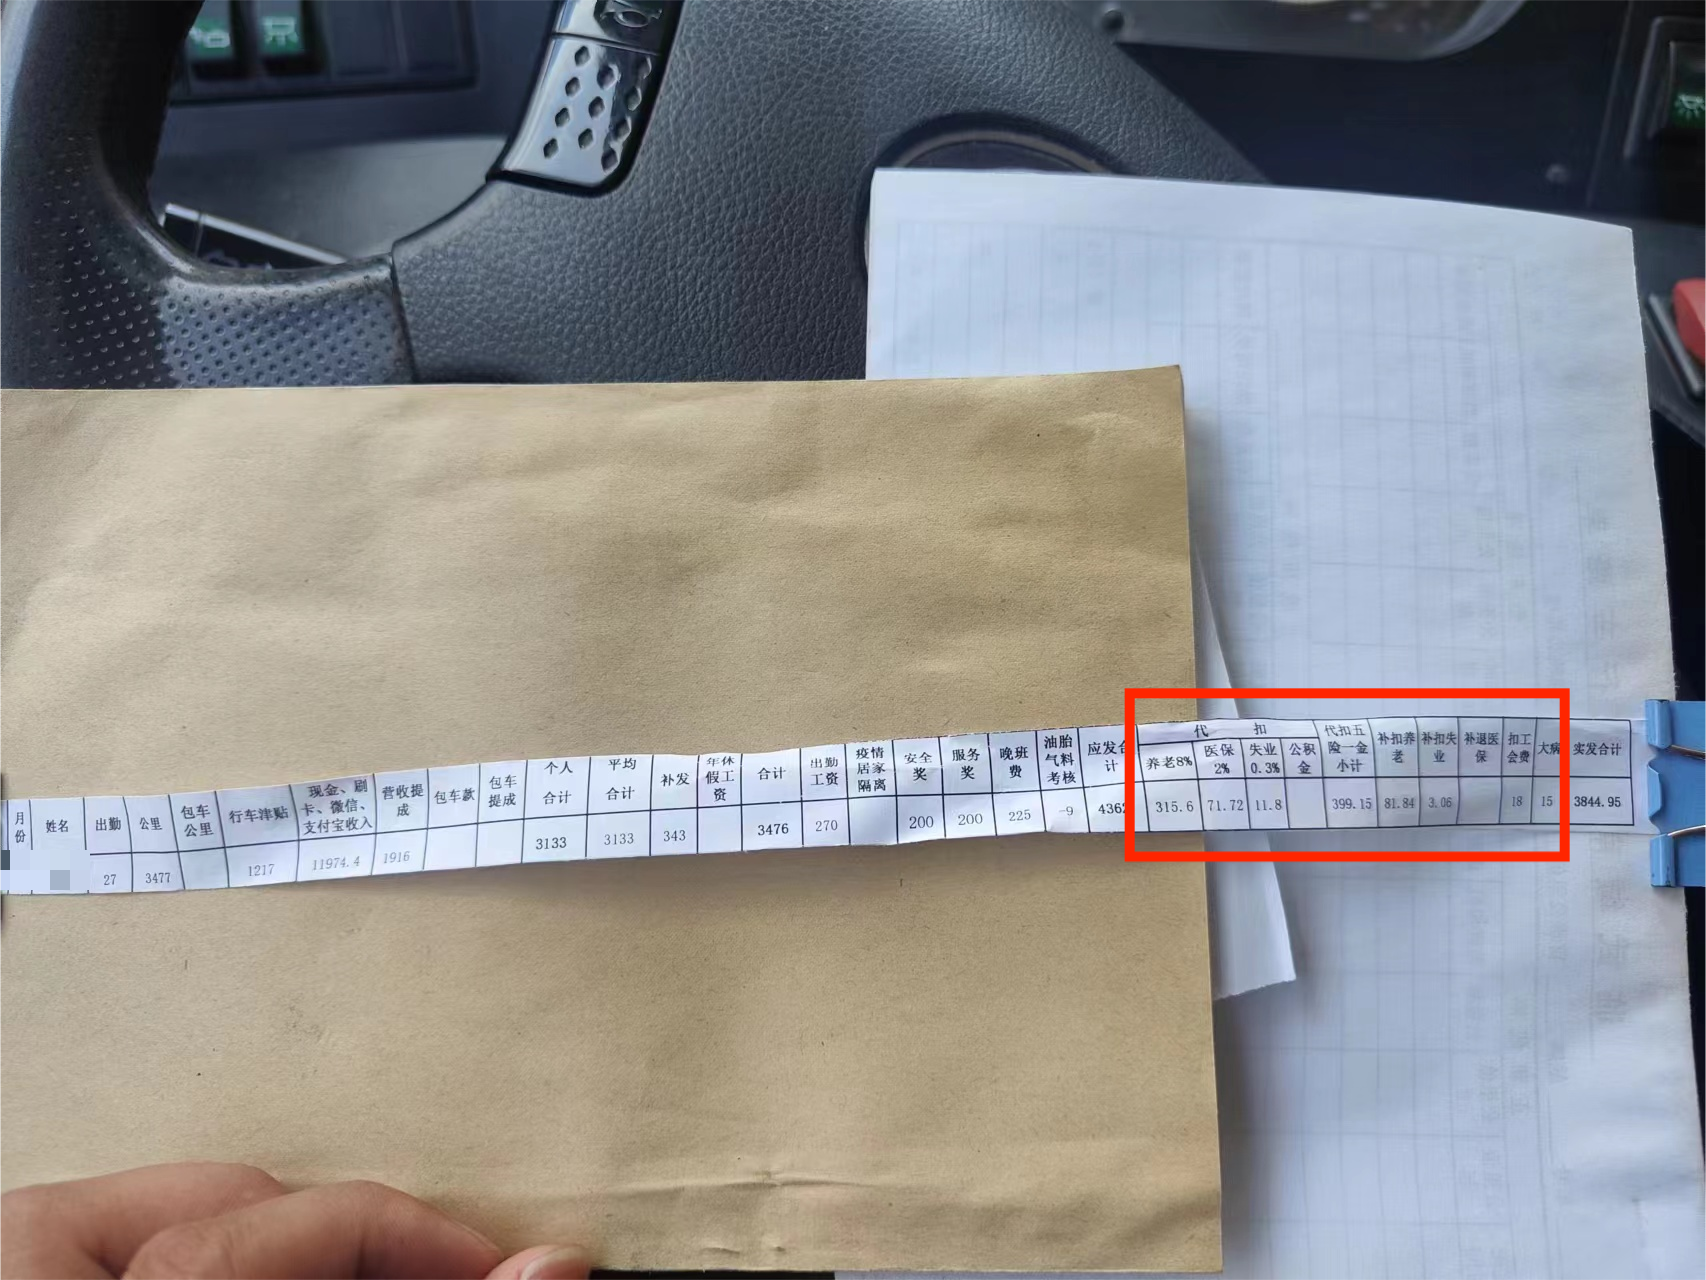 月份
姓名
出勤
公里
包车公里
行车津贴
现金、刷卡、微信、支付宝收入
营收提成
包车款
包车提成
个人合计
平均合计
补发
年休假工资
合计
出勤工资
疫情居家隔离
安全奖
服务奖
晚班费
油胎气料考核
应发合计
代扣
养老8%
医保2%
失业0.3%
公积金
代扣五险一金小计
补扣养老
补扣失业
补退医保
扣工会费
大病
实发合计
27
3477
1217
11974.4
1916
3133
3133
343
3476
270
200
200
225
-9
4362
315.6
71.72
11.8
399.15
81.84
3.06
18
15
3844.95